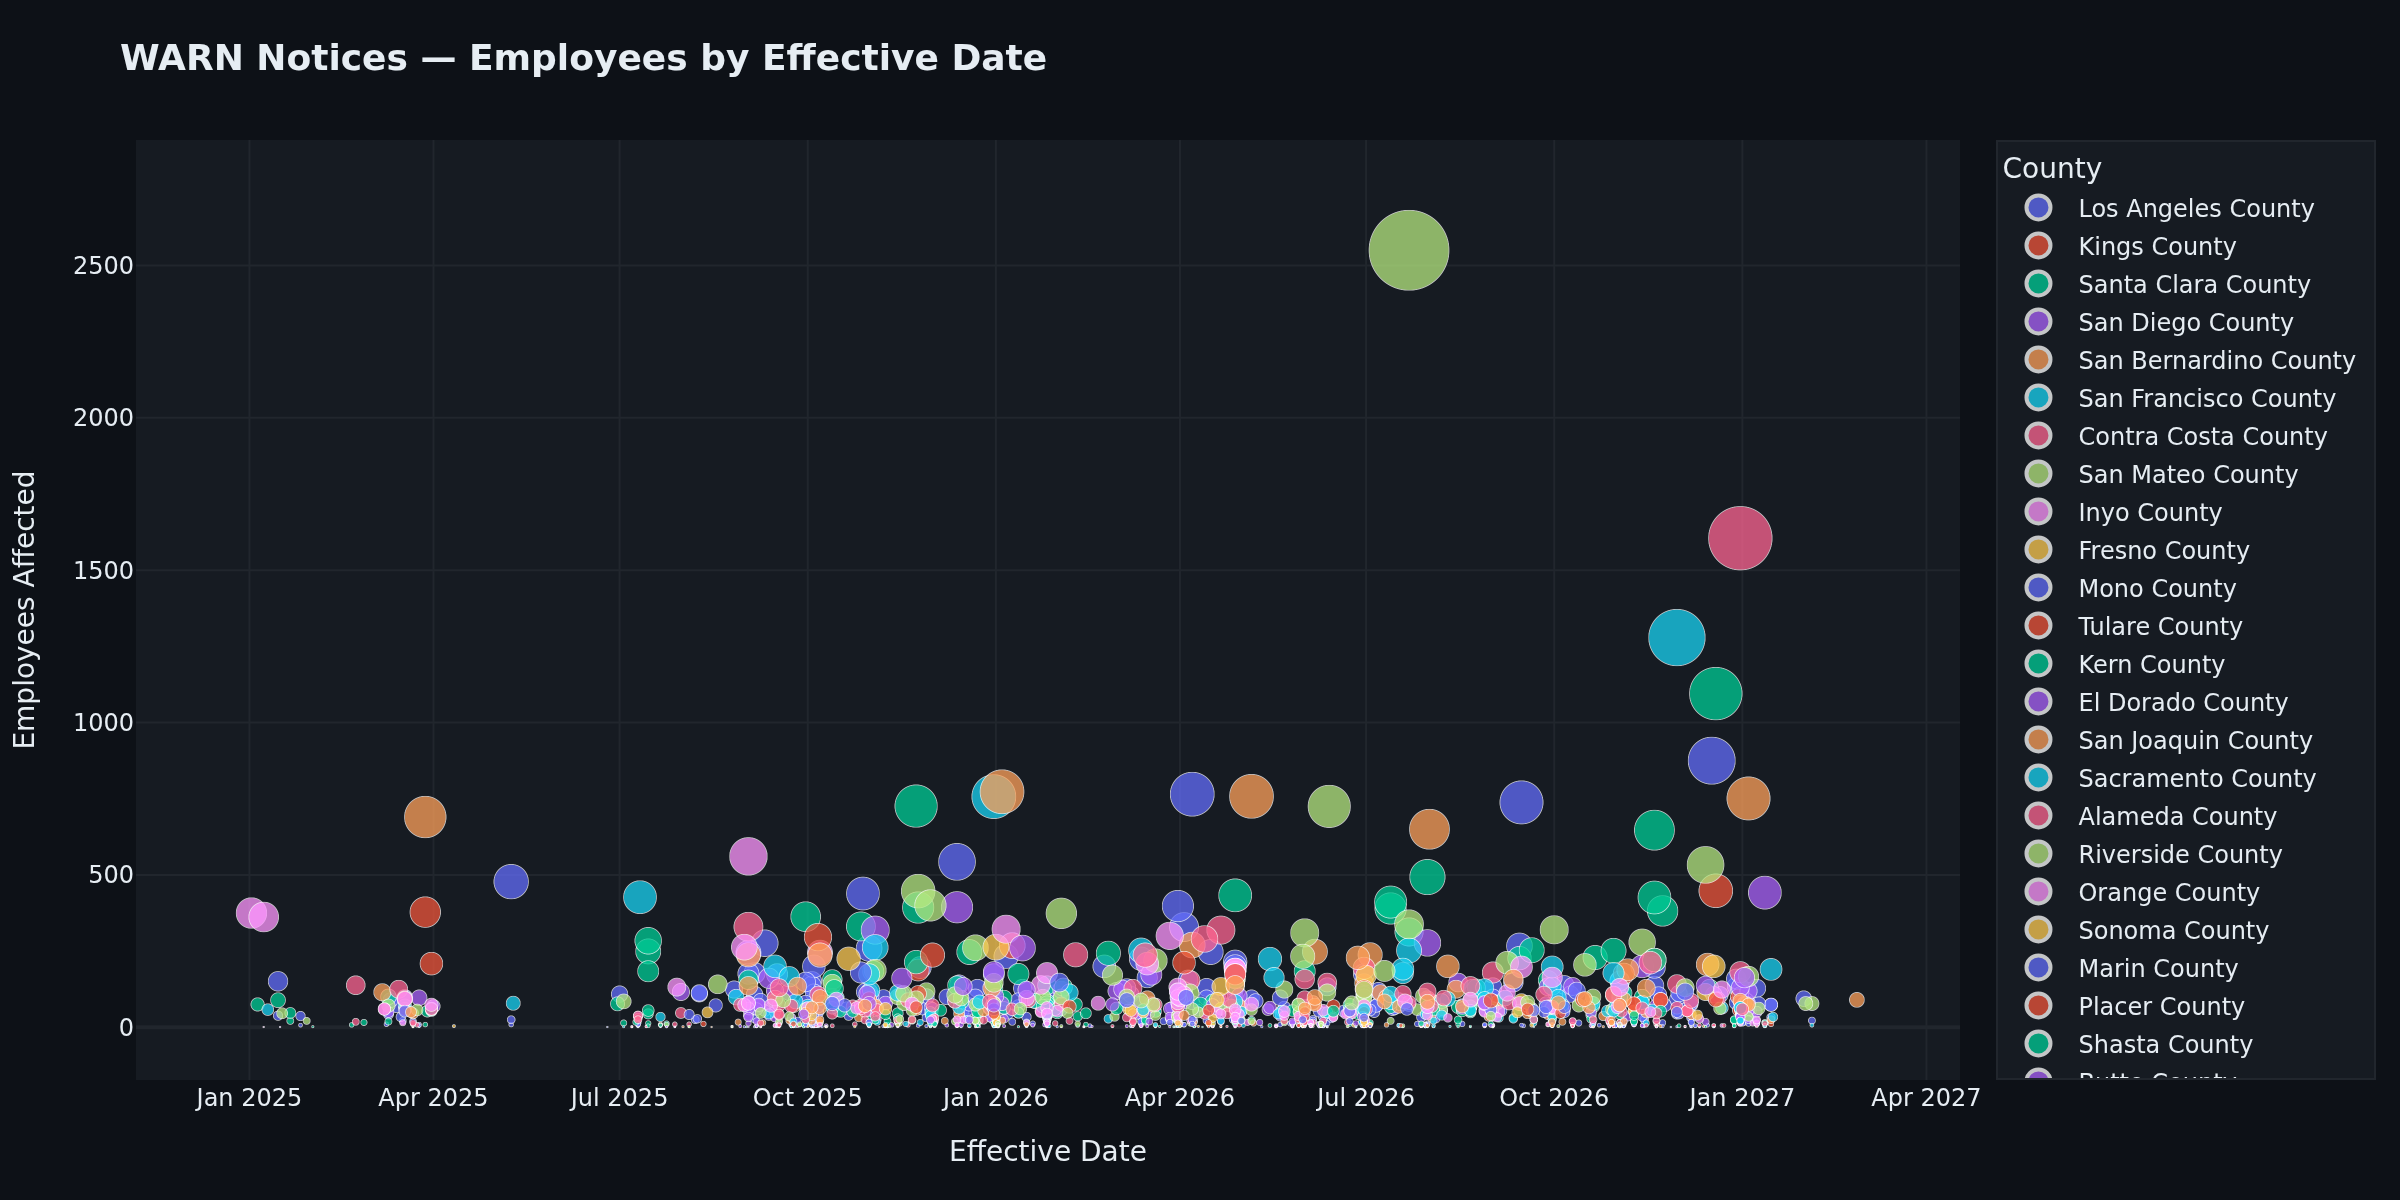 WARN Notices — Employees by Effective Date
Employees Affected
2500
2000
1500
1000
500
0
Jan 2025
Apr 2025
Jul 2025
Oct 2025
Jan 2026
Apr 2026
Jul 2026
Oct 2026
Jan 2027
Apr 2027
Effective Date
County
Los Angeles County
Kings County
Santa Clara County
San Diego County
San Bernardino County
San Francisco County
Contra Costa County
San Mateo County
Inyo County
Fresno County
Mono County
Tulare County
Kern County
El Dorado County
San Joaquin County
Sacramento County
Alameda County
Riverside County
Orange County
Sonoma County
Marin County
Placer County
Shasta County